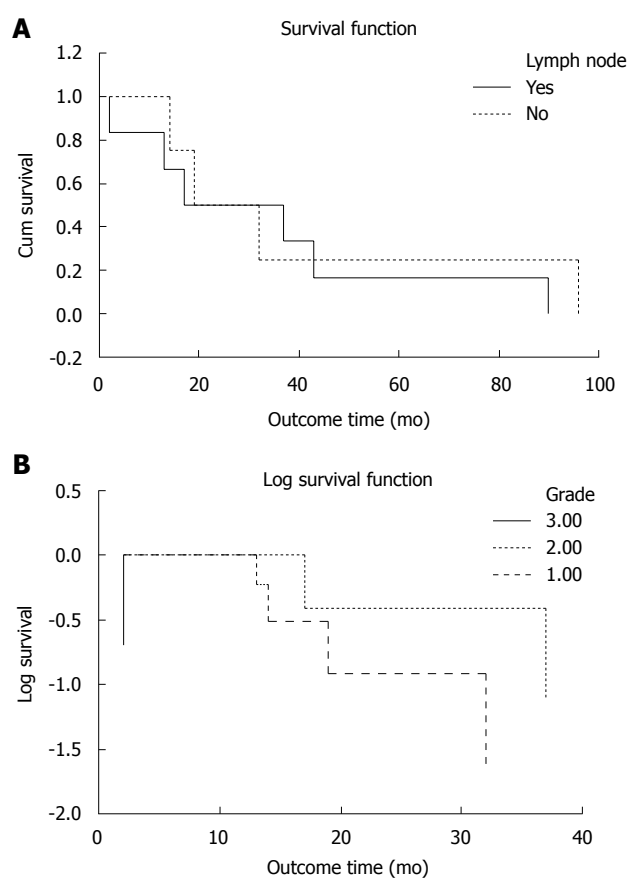 A
Survival function
Lymph node
Yes
No
1.2
1.0
0.8
0.6
0.4
0.2
0.0
-0.2
Cum survival
0 20 40 60 80 100
Outcome time (mo)
B
Log survival function
Grade
3.00
2.00
1.00
0.5
0.0
-0.5
-1.0
-1.5
-2.0
Log survival
0 10 20 30 40
Outcome time (mo)